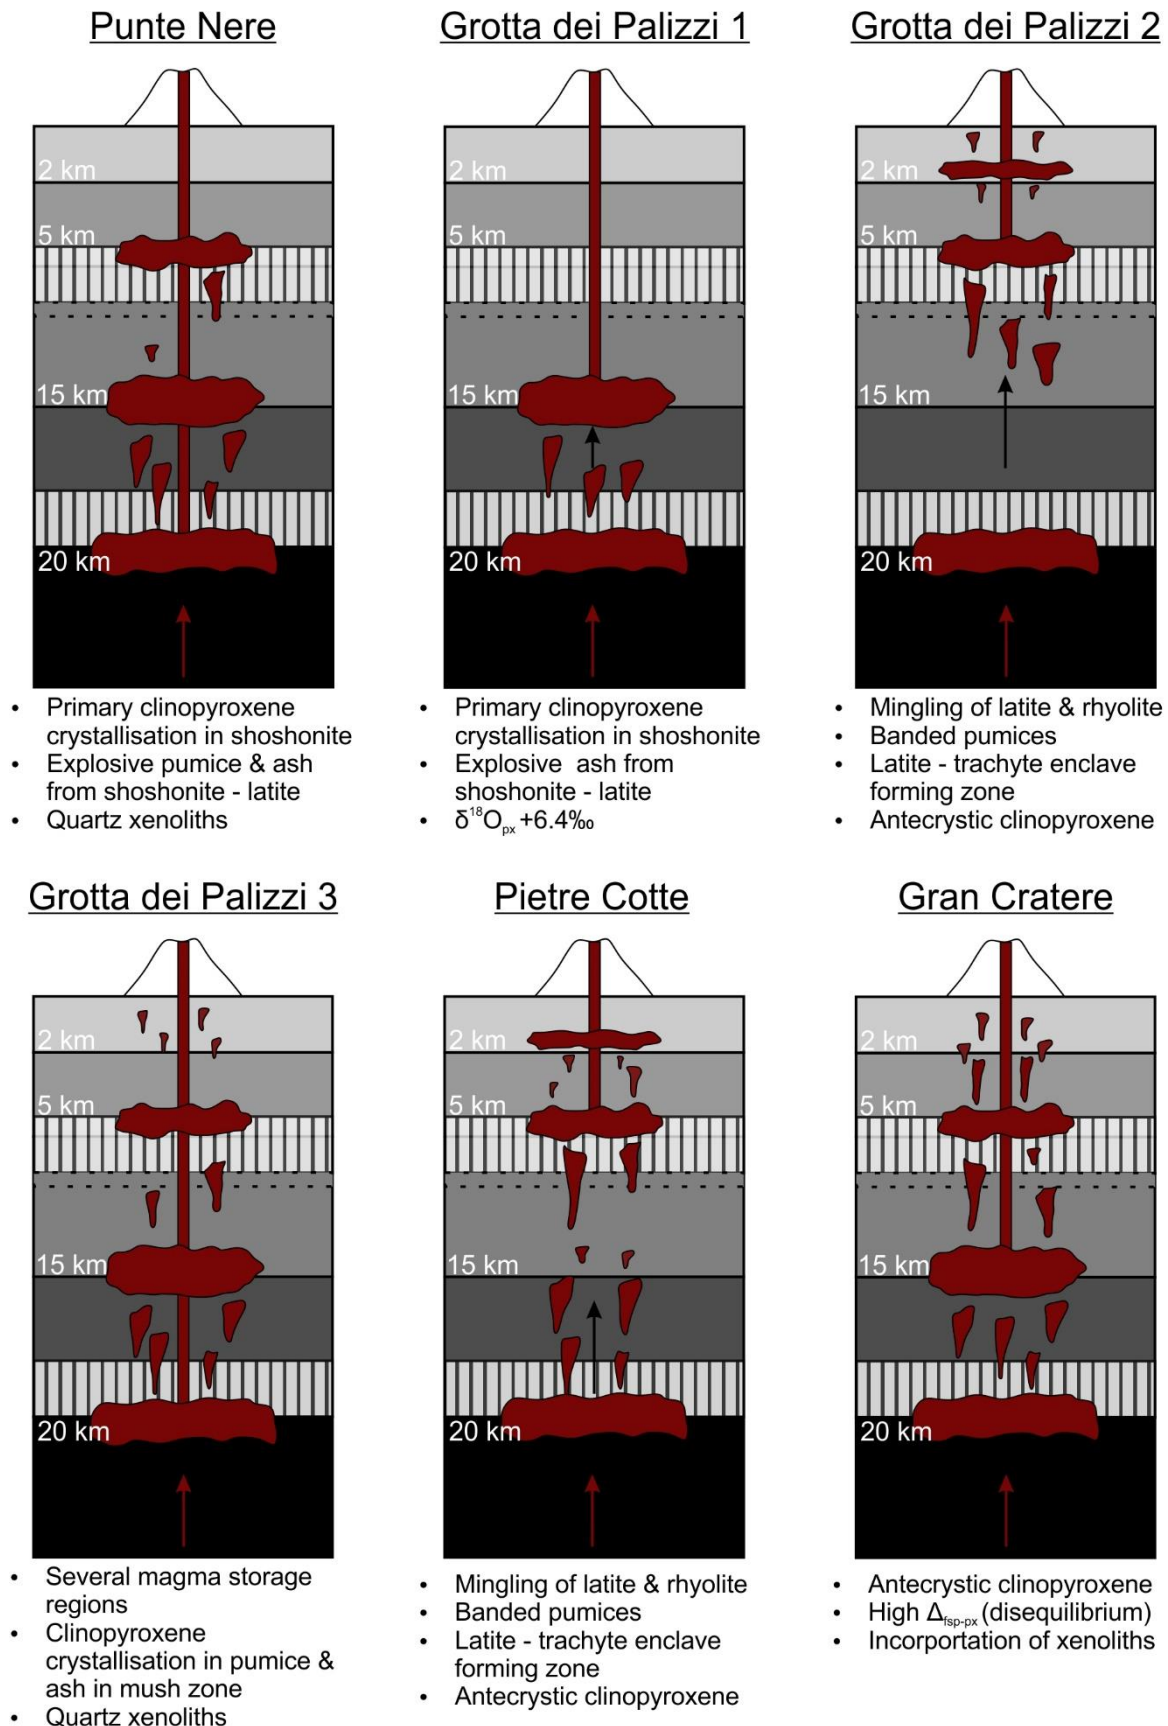 Punte Nere
2 km
5 km
15 km
20 km
• Primary clinopyroxene
crystallisation in shoshonite
• Explosive pumice & ash
from shoshonite - latite
• Quartz xenoliths
Grotta dei Palizzi 1
2 km
5 km
15 km
20 km
• Primary clinopyroxene
crystallisation in shoshonite
• Explosive ash from
shoshonite - latite
• δ¹⁸Oₚₓ +6.4‰
Grotta dei Palizzi 2
2 km
5 km
15 km
20 km
• Mingling of latite & rhyolite
• Banded pumices
• Latite - trachyte enclave
forming zone
• Antecrystic clinopyroxene
Grotta dei Palizzi 3
2 km
5 km
15 km
20 km
• Several magma storage
regions
• Clinopyroxene
crystallisation in pumice &
ash in mush zone
• Quartz xenoliths
Pietre Cotte
2 km
5 km
15 km
20 km
• Mingling of latite & rhyolite
• Banded pumices
• Latite - trachyte enclave
forming zone
• Antecrystic clinopyroxene
Gran Cratere
2 km
5 km
15 km
20 km
• Antecrystic clinopyroxene
• High Δfsp-px (disequilibrium)
• Incorportation of xenoliths